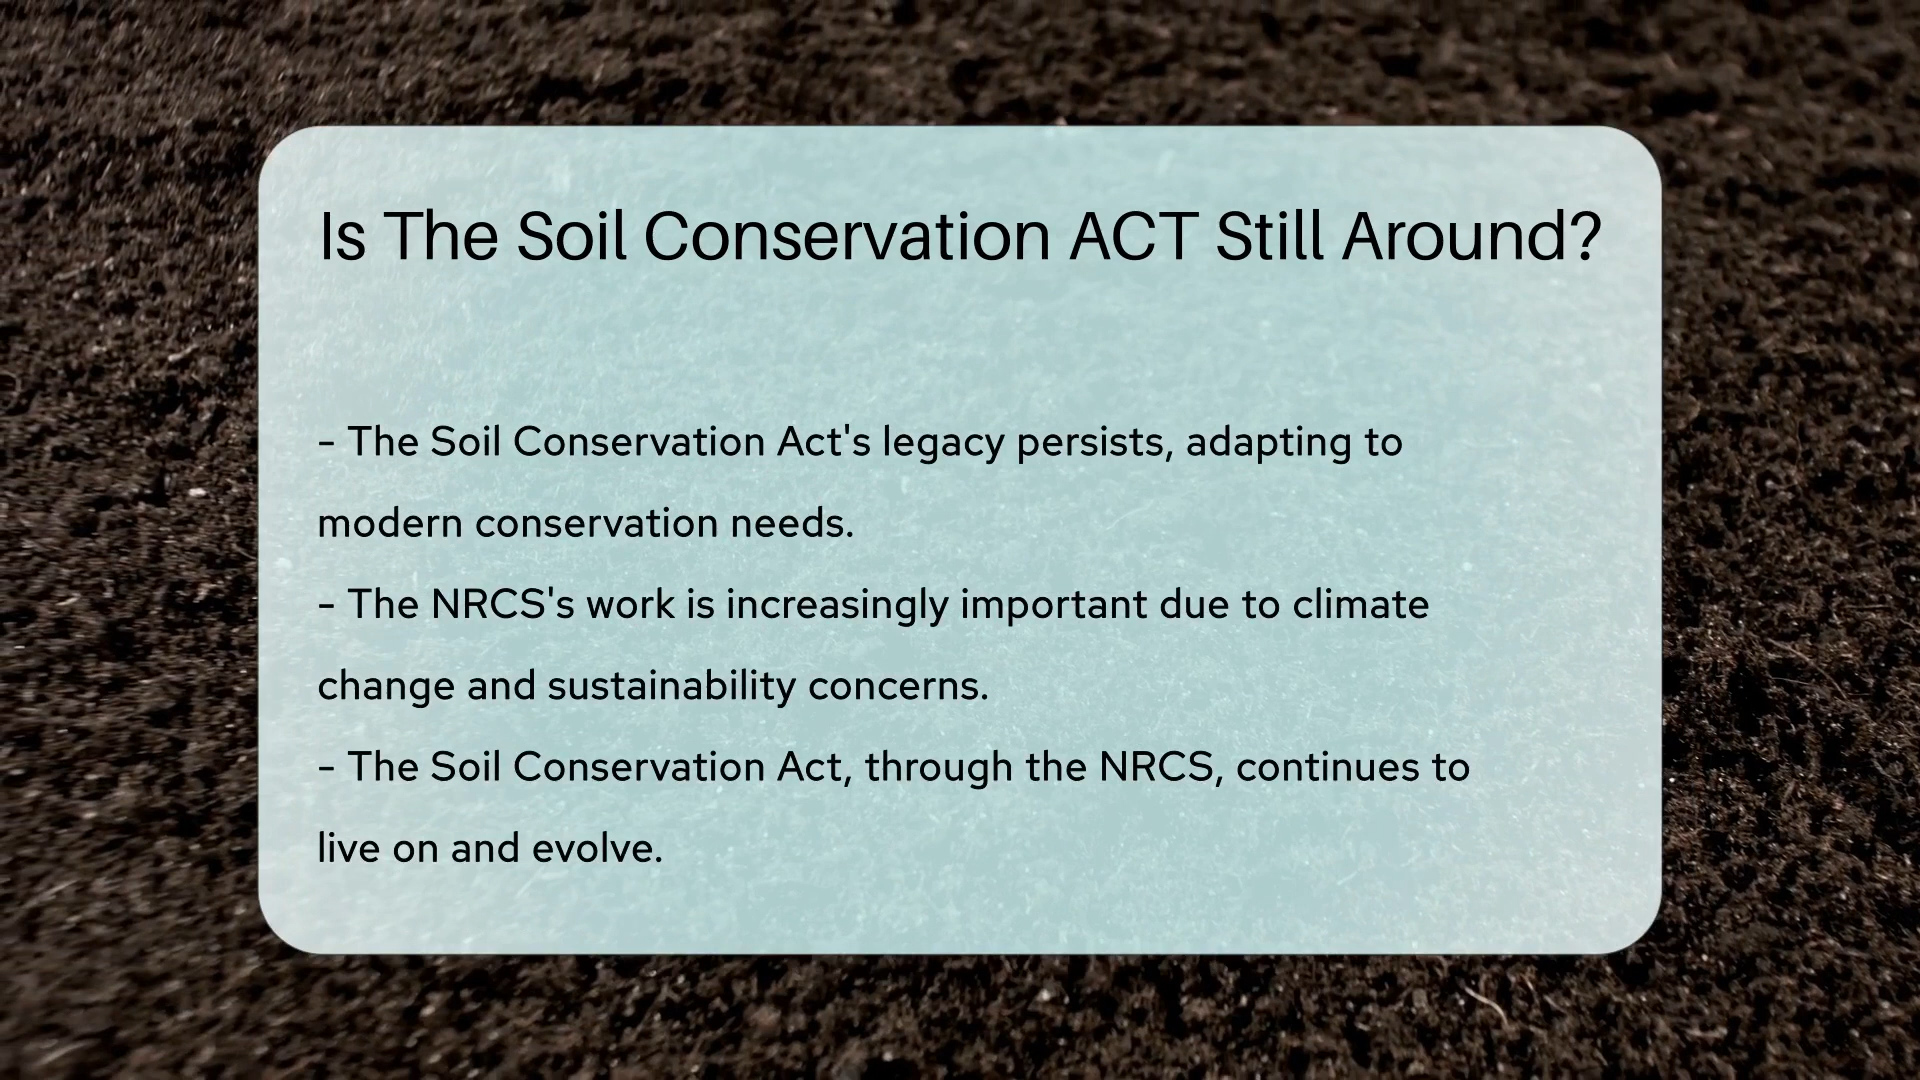 Is The Soil Conservation ACT Still Around?
– The Soil Conservation Act's legacy persists, adapting to
modern conservation needs.
– The NRCS's work is increasingly important due to climate
change and sustainability concerns.
– The Soil Conservation Act, through the NRCS, continues to
live on and evolve.